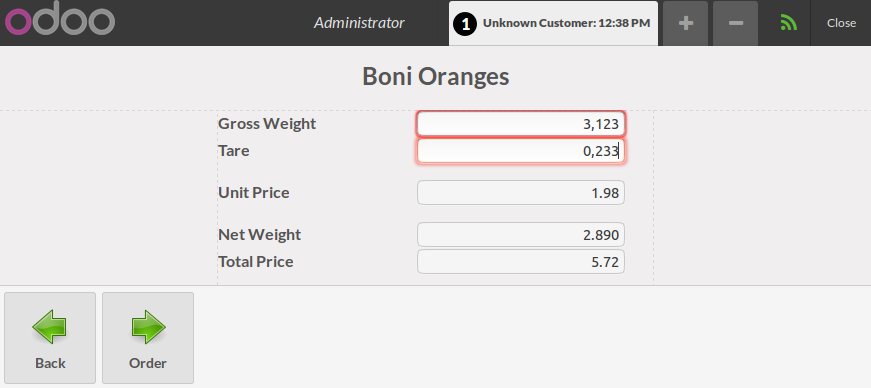 odoo Administrator 1 Unknown Customer: 12:38 PM + − Close
Boni Oranges
Gross Weight 3,123
Tare 0,233
Unit Price 1.98
Net Weight 2.890
Total Price 5.72
Back Order